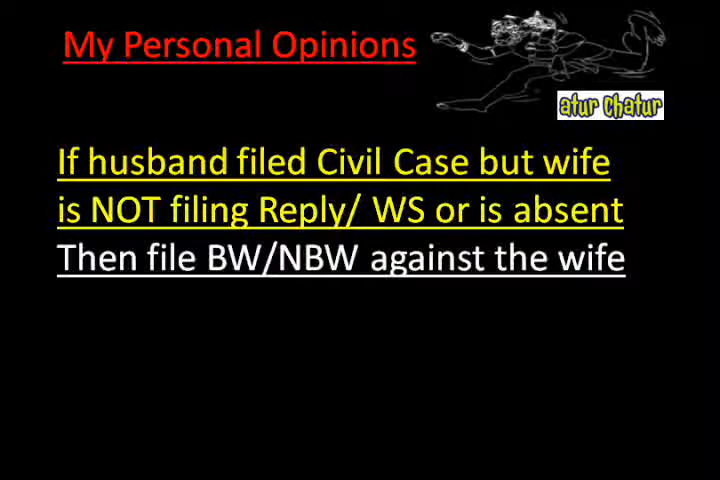 My Personal Opinions
atur chatur
If husband filed Civil Case but wife
is NOT filing Reply/ WS or is absent
Then file BW/NBW against the wife